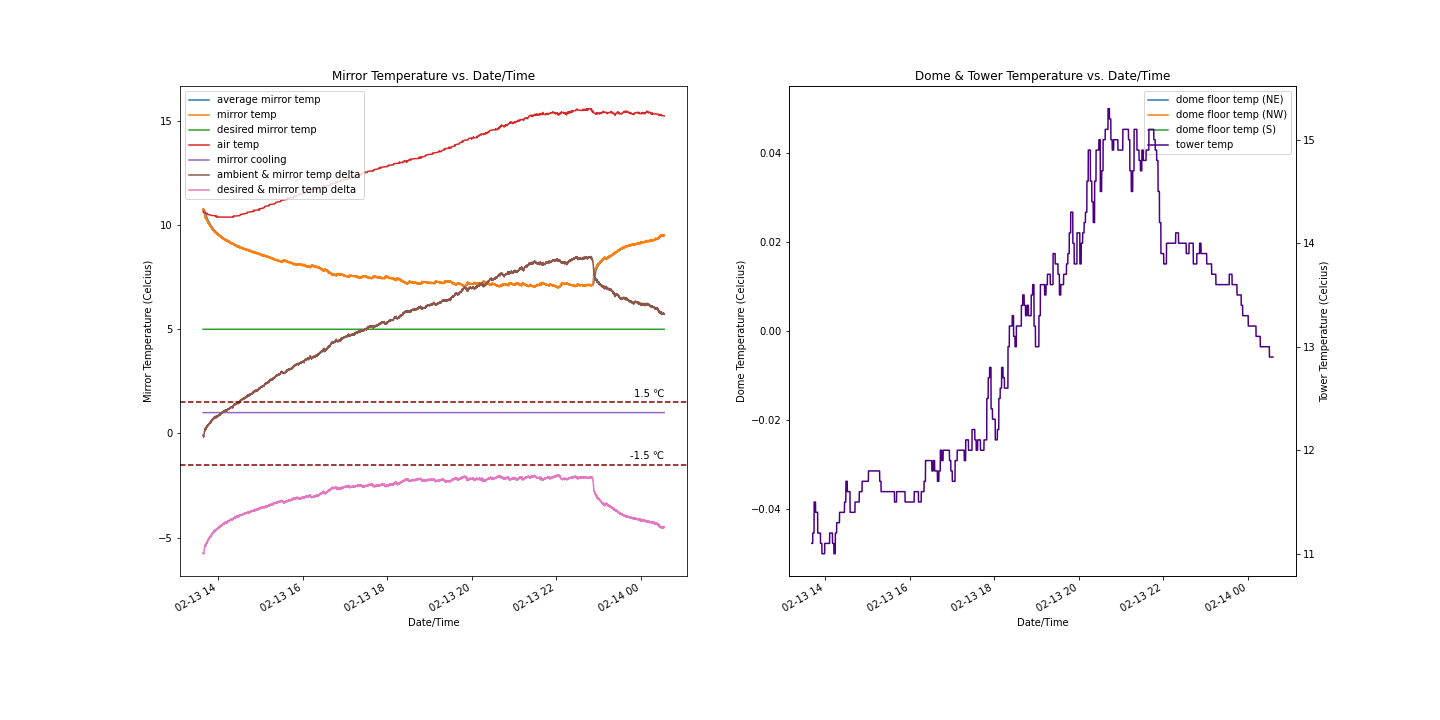 Mirror Temperature vs. Date/Time
average mirror temp
mirror temp
desired mirror temp
air temp
mirror cooling
ambient & mirror temp delta
desired & mirror temp delta
15
10
5
0
−5
Mirror Temperature (Celcius)
1.5 °C
-1.5 °C
02-13 14
02-13 16
02-13 18
02-13 20
02-13 22
02-14 00
Date/Time
Dome & Tower Temperature vs. Date/Time
dome floor temp (NE)
dome floor temp (NW)
dome floor temp (S)
tower temp
0.04
0.02
0.00
−0.02
−0.04
Dome Temperature (Celcius)
15
14
13
12
11
Tower Temperature (Celcius)
02-13 14
02-13 16
02-13 18
02-13 20
02-13 22
02-14 00
Date/Time